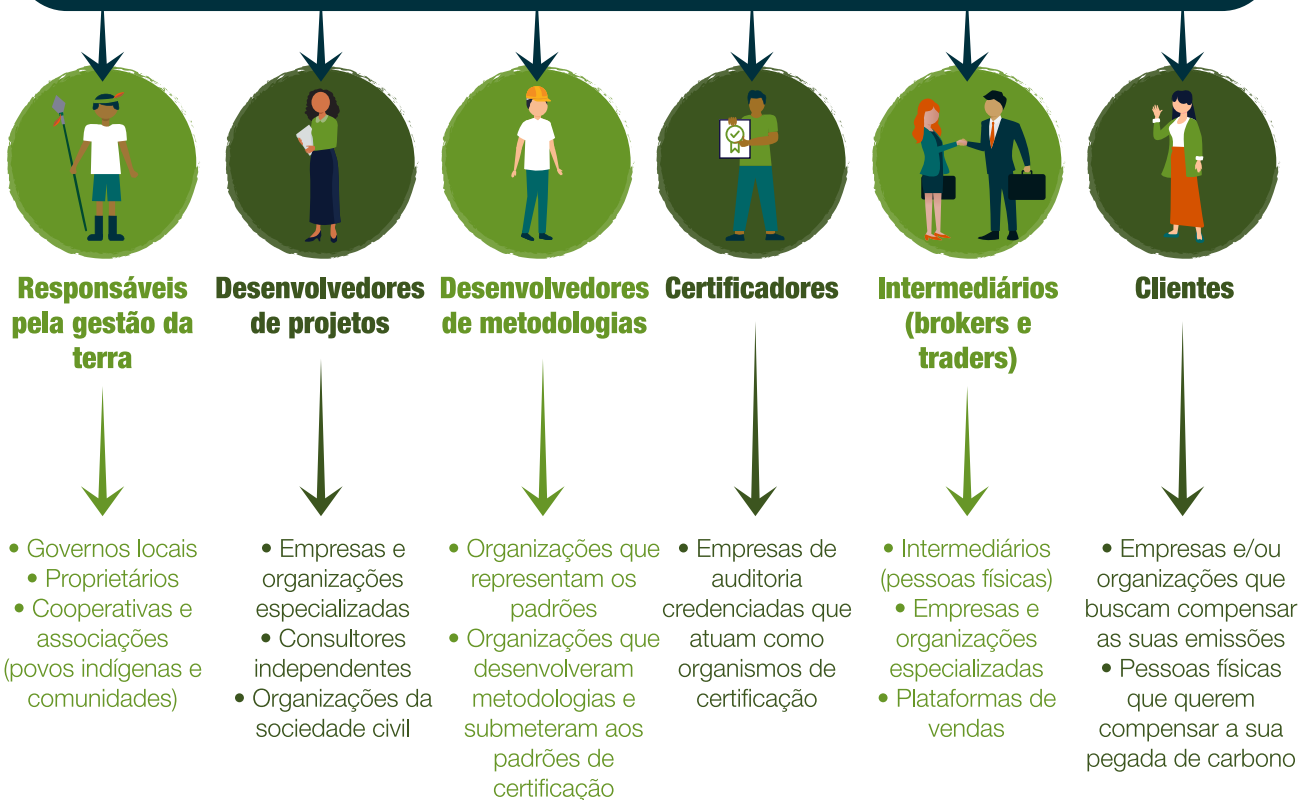 Responsáveis
pela gestão da
terra
Desenvolvedores
de projetos
Desenvolvedores
de metodologias
Certificadores
Intermediários
(brokers e
traders)
Clientes
• Governos locais
• Proprietários
• Cooperativas e
associações
(povos indígenas e
comunidades)
• Empresas e
organizações
especializadas
• Consultores
independentes
• Organizações da
sociedade civil
• Organizações que
representam os
padrões
• Organizações que
desenvolveram
metodologias e
submeteram aos
padrões de
certificação
• Empresas de
auditoria
credenciadas que
atuam como
organismos de
certificação
• Intermediários
(pessoas físicas)
• Empresas e
organizações
especializadas
• Plataformas de
vendas
• Empresas e/ou
organizações que
buscam compensar
as suas emissões
• Pessoas físicas
que querem
compensar a sua
pegada de carbono